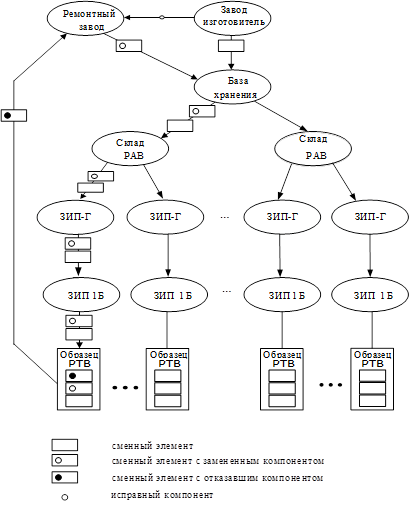 Ремонтный
завод
Завод
изготовитель
База
хранения
Склад
РАВ
Склад
РАВ
ЗИП-Г
ЗИП-Г
...
ЗИП-Г
ЗИП-Г
ЗИП 1Б
ЗИП 1Б
...
ЗИП 1Б
ЗИП 1Б
Образец
РТВ
Образец
РТВ
Образец
РТВ
Образец
РТВ
сменный элемент
сменный элемент с замененным компонентом
сменный элемент с отказавшим компонентом
исправный компонент